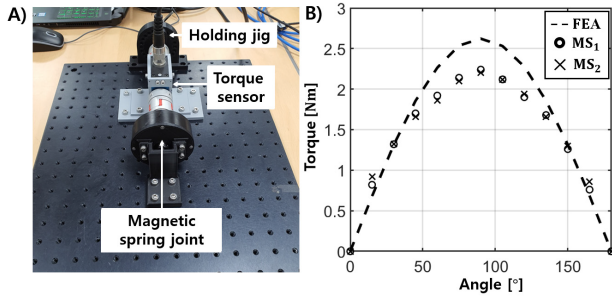 A)
Holding jig
Torque
sensor
Magnetic
spring joint
B)
3
2.5
2
1.5
1
0.5
0
Torque [Nm]
FEA
MS₁
MS₂
0
50
100
150
Angle [°]